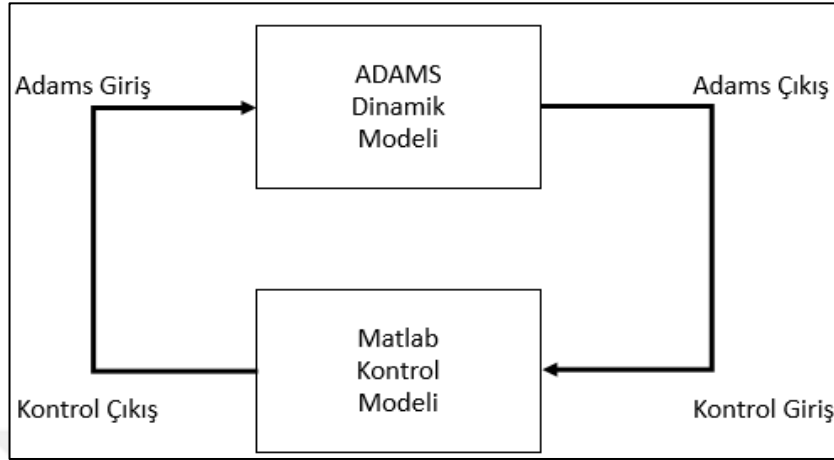 Adams Giriş
ADAMS
Dinamik
Modeli
Adams Çıkış
Kontrol Çıkış
Matlab
Kontrol
Modeli
Kontrol Giriş